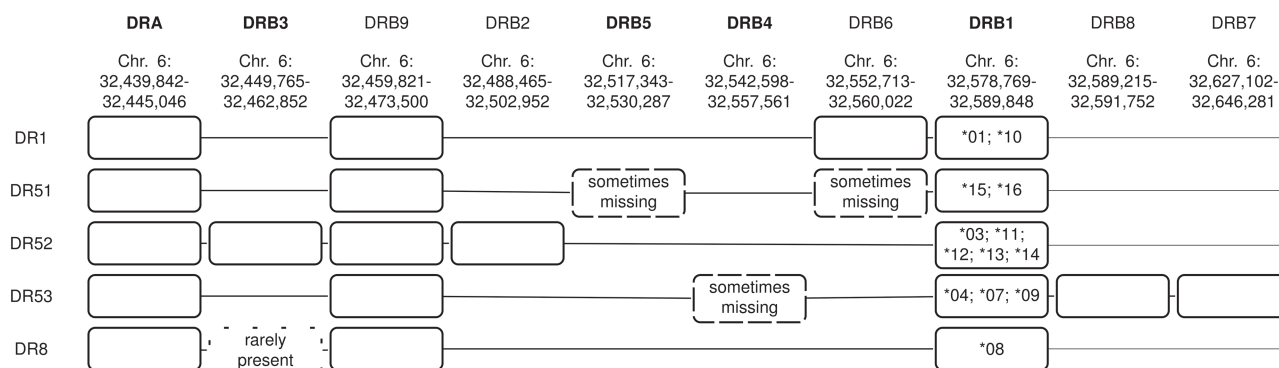 DRA DRB3 DRB9 DRB2 DRB5 DRB4 DRB6 DRB1 DRB8 DRB7
Chr. 6: Chr. 6: Chr. 6: Chr. 6: Chr. 6: Chr. 6: Chr. 6: Chr. 6: Chr. 6: Chr. 6:
32,439,842- 32,449,765- 32,459,821- 32,488,465- 32,517,343- 32,542,598- 32,552,713- 32,578,769- 32,589,215- 32,627,102-
32,445,046 32,462,852 32,473,500 32,502,952 32,530,287 32,557,561 32,560,022 32,589,848 32,591,752 32,646,281
DR1 *01; *10
DR51 sometimes missing sometimes missing *15; *16
DR52 *03; *11; *12; *13; *14
DR53 sometimes missing *04; *07; *09
DR8 rarely present *08